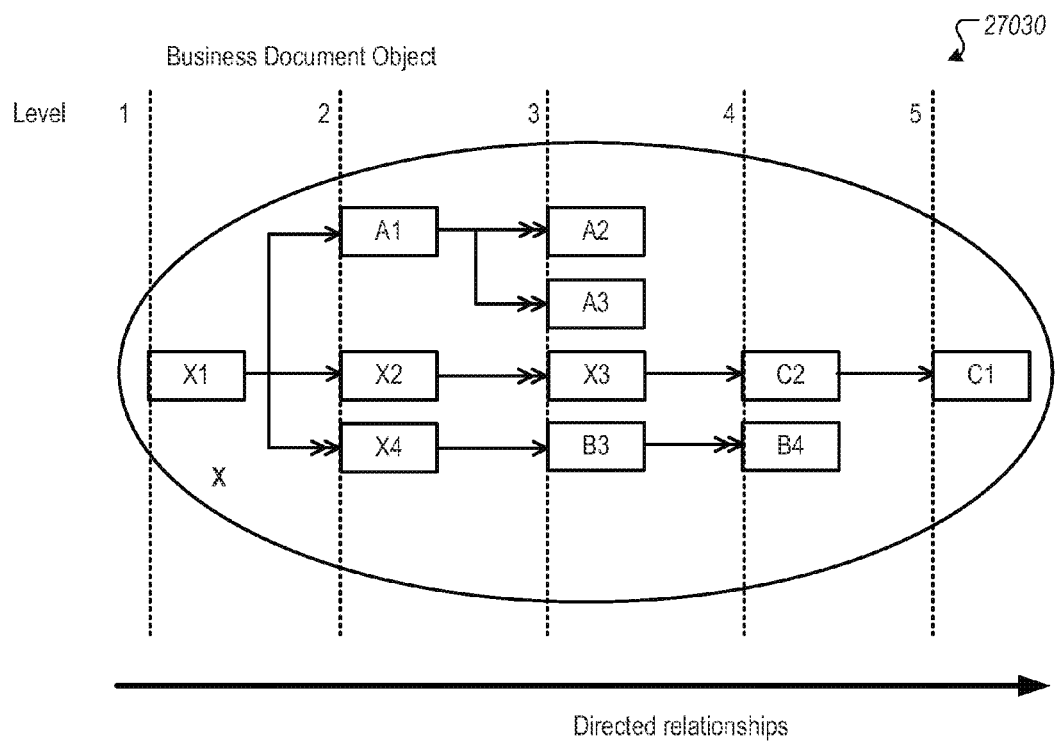 27030
Business Document Object
Level 1 2 3 4 5
A1 A2
A3
X1 X2 X3 C2 C1
X4 B3 B4
X
Directed relationships